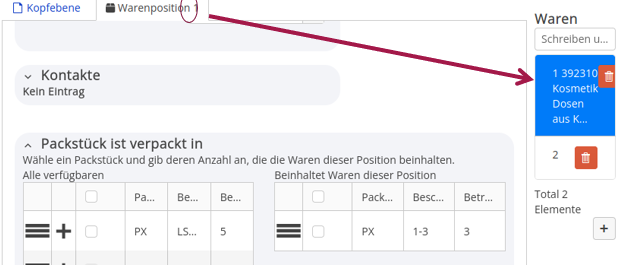 Kopfebene
Warenposition 1
Kontakte
Kein Eintrag
Packstück ist verpackt in
Wähle ein Packstück und gib deren Anzahl an, die die Waren dieser Position beinhalten.
Alle verfügbaren
Pa... Be... Be...
PX LS... 5
Beinhaltet Waren dieser Position
Pack... Besc... Betr...
PX 1-3 3
Waren
Schreiben u...
1 392310
Kosmetik
Dosen
aus K...
2
Total 2
Elemente